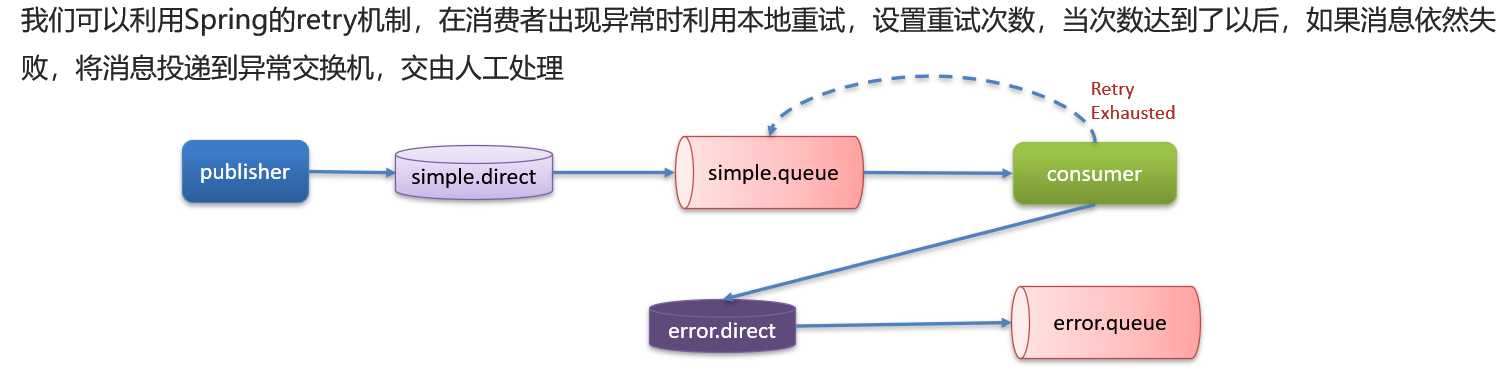 我们可以利用Spring的retry机制，在消费者出现异常时利用本地重试，设置重试次数，当次数达到了以后，如果消息依然失
败，将消息投递到异常交换机，交由人工处理
Retry
Exhausted
publisher
simple.direct
simple.queue
consumer
error.direct
error.queue